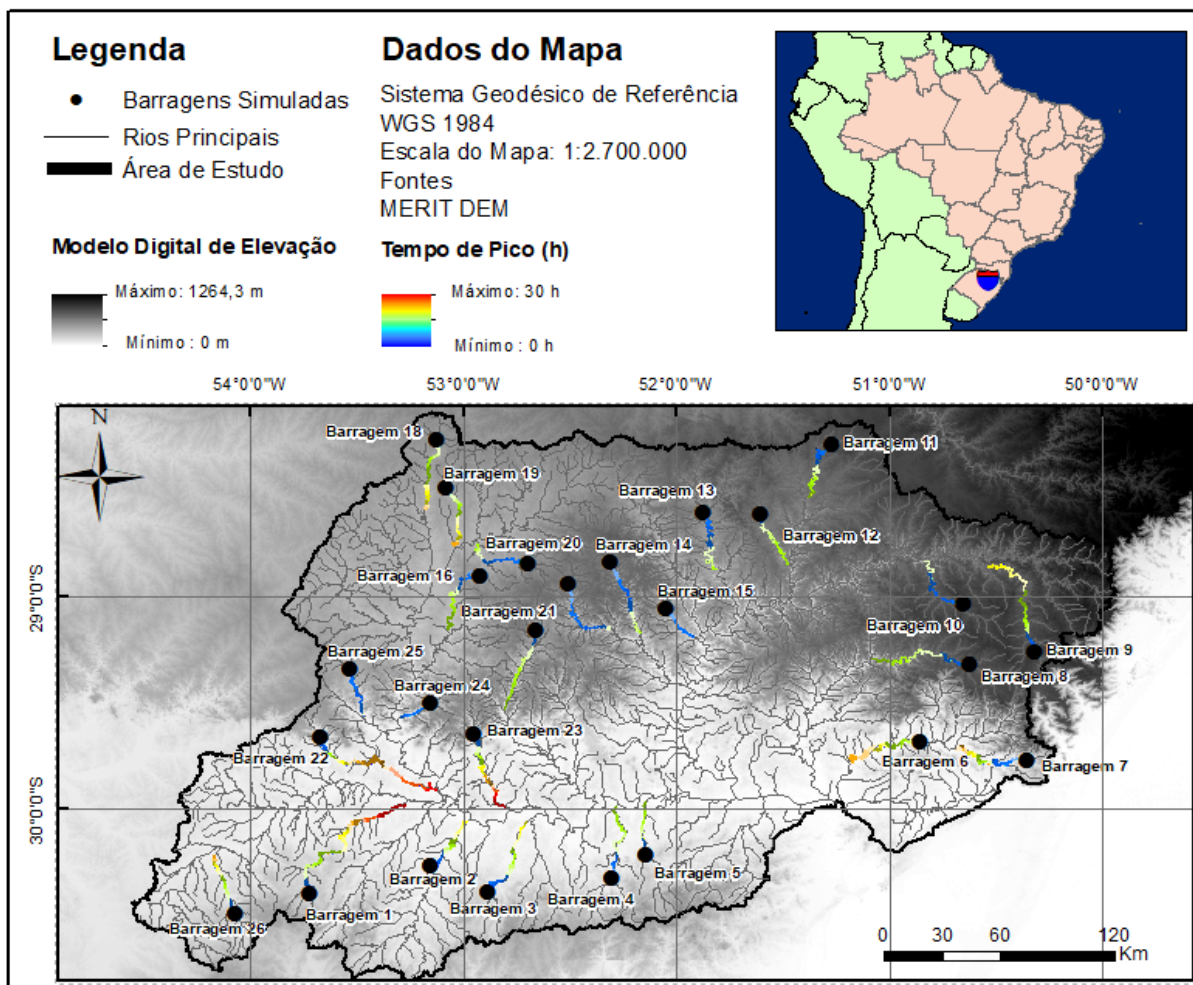 Legenda
Barragens Simuladas
Rios Principais
Área de Estudo
Modelo Digital de Elevação
Máximo: 1264,3 m
Mínimo : 0 m
Dados do Mapa
Sistema Geodésico de Referência
WGS 1984
Escala do Mapa: 1:2.700.000
Fontes
MERIT DEM
Tempo de Pico (h)
Máximo: 30 h
Mínimo : 0 h
54°0'0"W
53°0'0"W
52°0'0"W
51°0'0"W
50°0'0"W
N
29°0'0"S
30°0'0"S
Barragem 18
Barragem 11
Barragem 19
Barragem 13
Barragem 12
Barragem 20
Barragem 14
Barragem 16
Barragem 15
Barragem 21
Barragem 10
Barragem 9
Barragem 25
Barragem 8
Barragem 24
Barragem 23
Barragem 22
Barragem 6
Barragem 7
Barragem 2
Barragem 5
Barragem 1
Barragem 3
Barragem 4
Barragem 26
0 30 60 120
Km